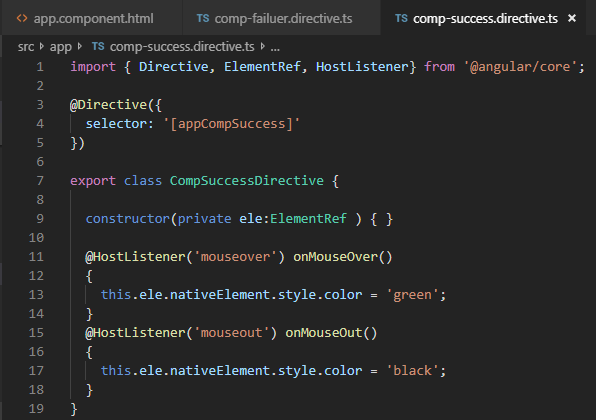 app.component.html TS comp-failuer.directive.ts TS comp-success.directive.ts ×
src > app > TS comp-success.directive.ts > ...
1 import { Directive, ElementRef, HostListener} from '@angular/core';
2
3 @Directive({
4 selector: '[appCompSuccess]'
5 })
6
7 export class CompSuccessDirective {
8
9 constructor(private ele:ElementRef ) { }
10
11 @HostListener('mouseover') onMouseOver()
12 {
13 this.ele.nativeElement.style.color = 'green';
14 }
15 @HostListener('mouseout') onMouseOut()
16 {
17 this.ele.nativeElement.style.color = 'black';
18 }
19 }